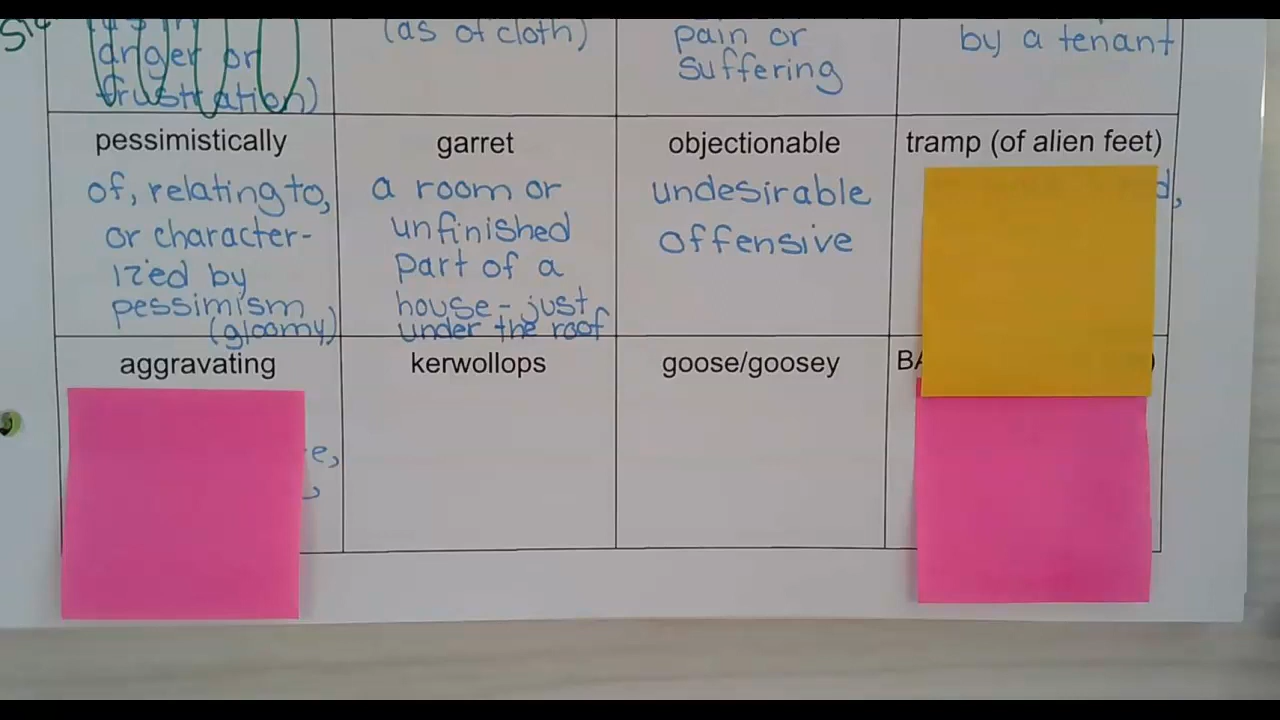 anger or
frustration)
(as of cloth)
pain or
suffering
by a tenant
pessimistically
of, relating to,
or character-
ized by
pessimism
(gloomy)
garret
a room or
unfinished
part of a
house - just
under the roof
objectionable
undesirable
offensive
tramp (of alien feet)
aggravating
kerwollops
goose/goosey